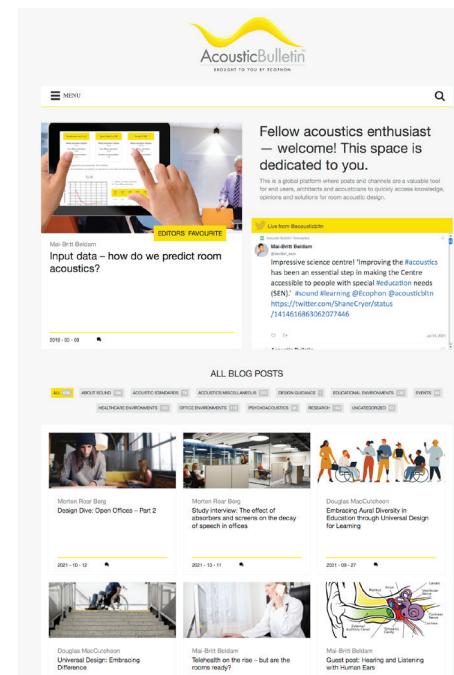 AcousticBulletin
BROUGHT TO YOU BY ECOPHON
MENU
EDITORS' FAVOURITE
Mai-Britt Beldam
Input data – how do we predict room
acoustics?
Fellow acoustics enthusiast
— welcome! This space is
dedicated to you.
This is a global platform where posts and channels are a valuable tool
for end users, architects and acousticians to quickly access knowledge,
opinions and solutions for room acoustic design.
Live from @acousticbltn
Mai-Britt Beldam
Impressive science centre! 'Improving the #acoustics
has been an essential step in making the Centre
accessible to people with special #education needs
(SEN).' #sound #learning @Ecophon @acousticbltn
https://twitter.com/ShaneCryer/status
/1414616863062077446
ALL BLOG POSTS
ALL
ABOUT SOUND
ACOUSTIC STANDARDS
ACOUSTICS MISCELLANEOUS
DESIGN GUIDANCE
EDUCATIONAL ENVIRONMENTS
EVENTS
HEALTHCARE ENVIRONMENTS
OFFICE ENVIRONMENTS
PSYCHOACOUSTICS
RESEARCH
UNCATEGORIZED
Morten Roar Berg
Design Dive: Open Offices – Part 2
2021 - 10 - 12
Morten Roar Berg
Study interview: The effect of
absorbers and screens on the decay
of speech in offices
2021 - 10 - 11
Douglas MacCutcheon
Embracing Aural Diversity in
Education through Universal Design
for Learning
2021 - 09 - 27
Douglas MacCutcheon
Universal Design: Embracing
Difference
Mai-Britt Beldam
Telehealth on the rise – but are the
rooms ready?
Mai-Britt Beldam
Guest post: Hearing and Listening
with Human Ears